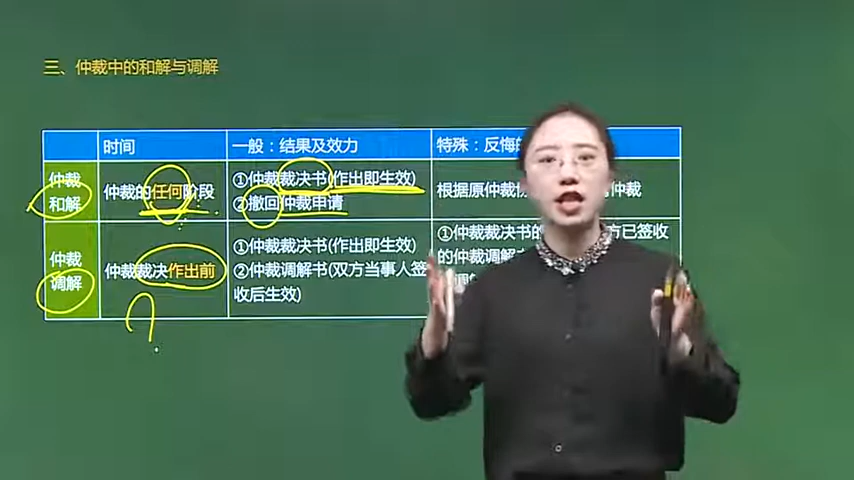 三、仲裁中的和解与调解
时间
一般：结果及效力
特殊：反悔的
仲裁
和解
仲裁的任何阶段
①仲裁裁决书(作出即生效)
②撤回仲裁申请
根据原仲裁协
仲裁
仲裁
调解
仲裁裁决作出前
①仲裁裁决书(作出即生效)
②仲裁调解书(双方当事人签
收后生效)
①仲裁裁决书的
方已签收
的仲裁调解
?